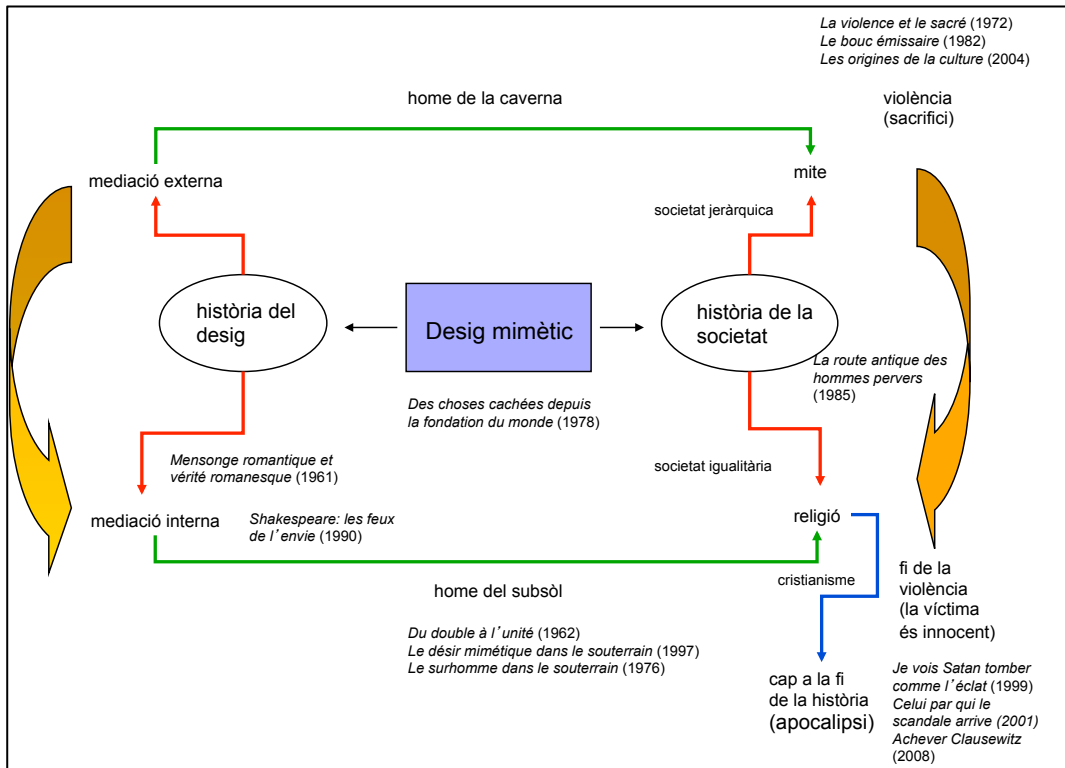 La violence et le sacré (1972)
Le bouc émissaire (1982)
Les origines de la culture (2004)
home de la caverna
violència
(sacrifici)
mediació externa
mite
societat jeràrquica
història del
desig
Desig mimètic
història de la
societat
La route antique des
hommes pervers
(1985)
Des choses cachées depuis
la fondation du monde (1978)
Mensonge romantique et
vérité romanesque (1961)
societat igualitària
mediació interna
Shakespeare: les feux
de l’envie (1990)
religió
cristianisme
fi de la
violència
(la víctima
és innocent)
home del subsòl
Du double à l’unité (1962)
Le désir mimétique dans le souterrain (1997)
Le surhomme dans le souterrain (1976)
cap a la fi
de la història
(apocalipsi)
Je vois Satan tomber
comme l’éclat (1999)
Celui par qui le
scandale arrive (2001)
Achever Clausewitz
(2008)